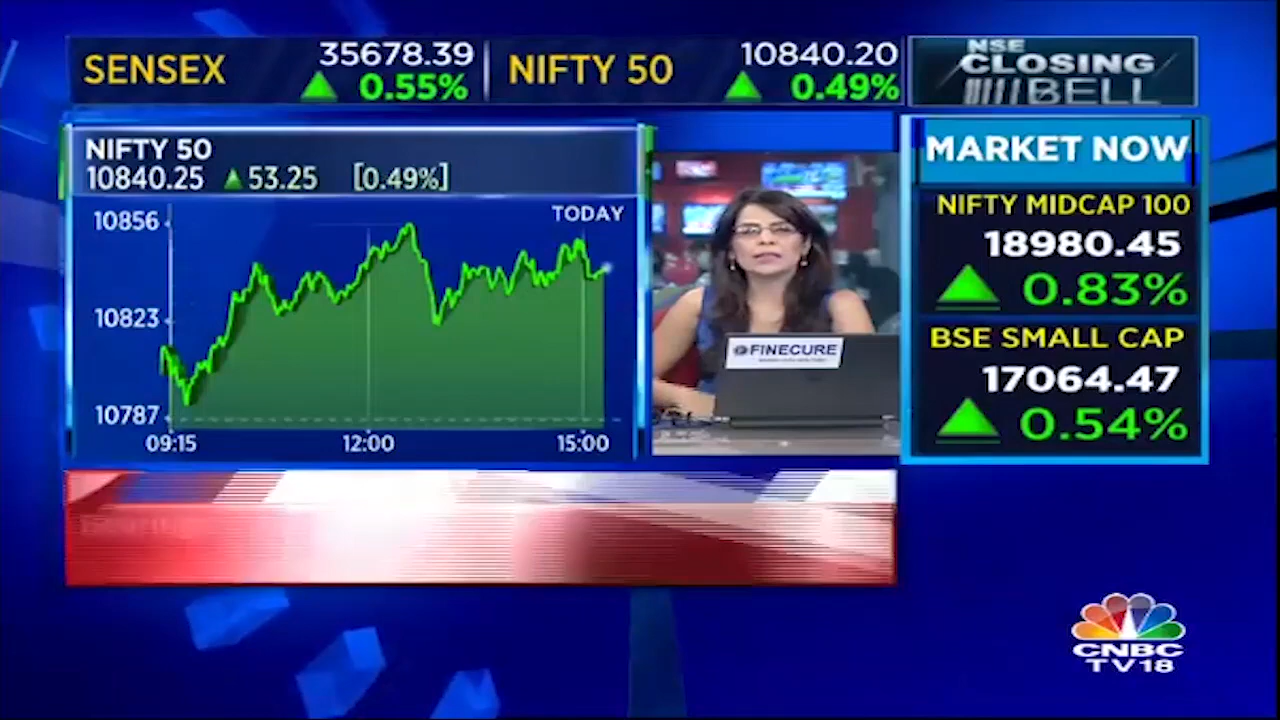 SENSEX
35678.39
0.55%
NIFTY 50
10840.20
0.49%
NSE
CLOSING
BELL
NIFTY 50
10840.25 ▲ 53.25 [0.49%]
TODAY
10856
10823
10787
09:15 12:00 15:00
FINECURE
MARKET NOW
NIFTY MIDCAP 100
18980.45
0.83%
BSE SMALL CAP
17064.47
0.54%
CNBC
TV18